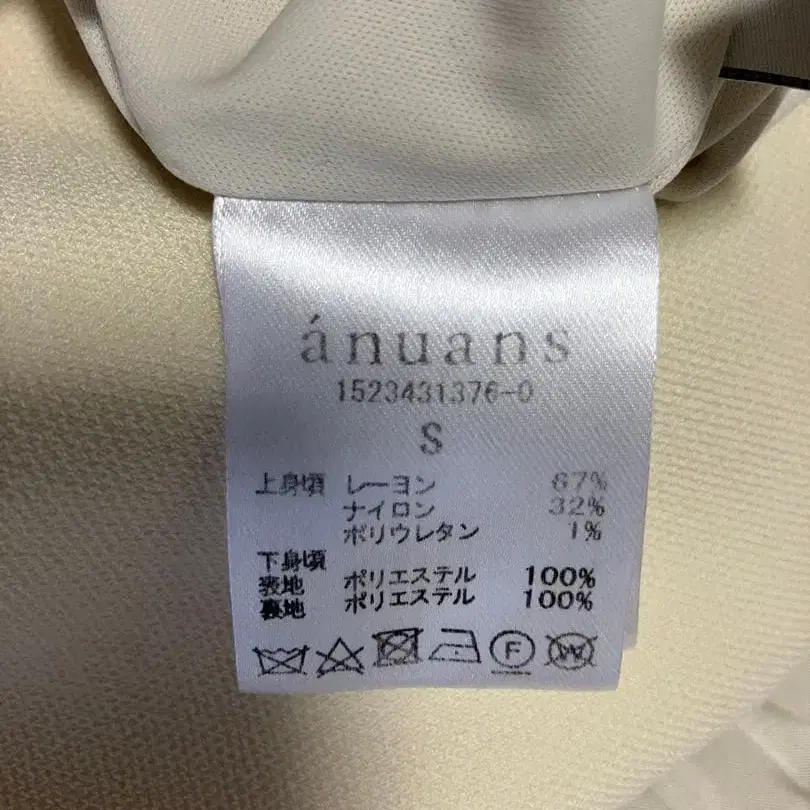 ánuans
1523431376-0
S
上身頃 レーヨン 67%
ナイロン 32%
ポリウレタン 1%
下身頃
表地 ポリエステル 100%
裏地 ポリエステル 100%
F W